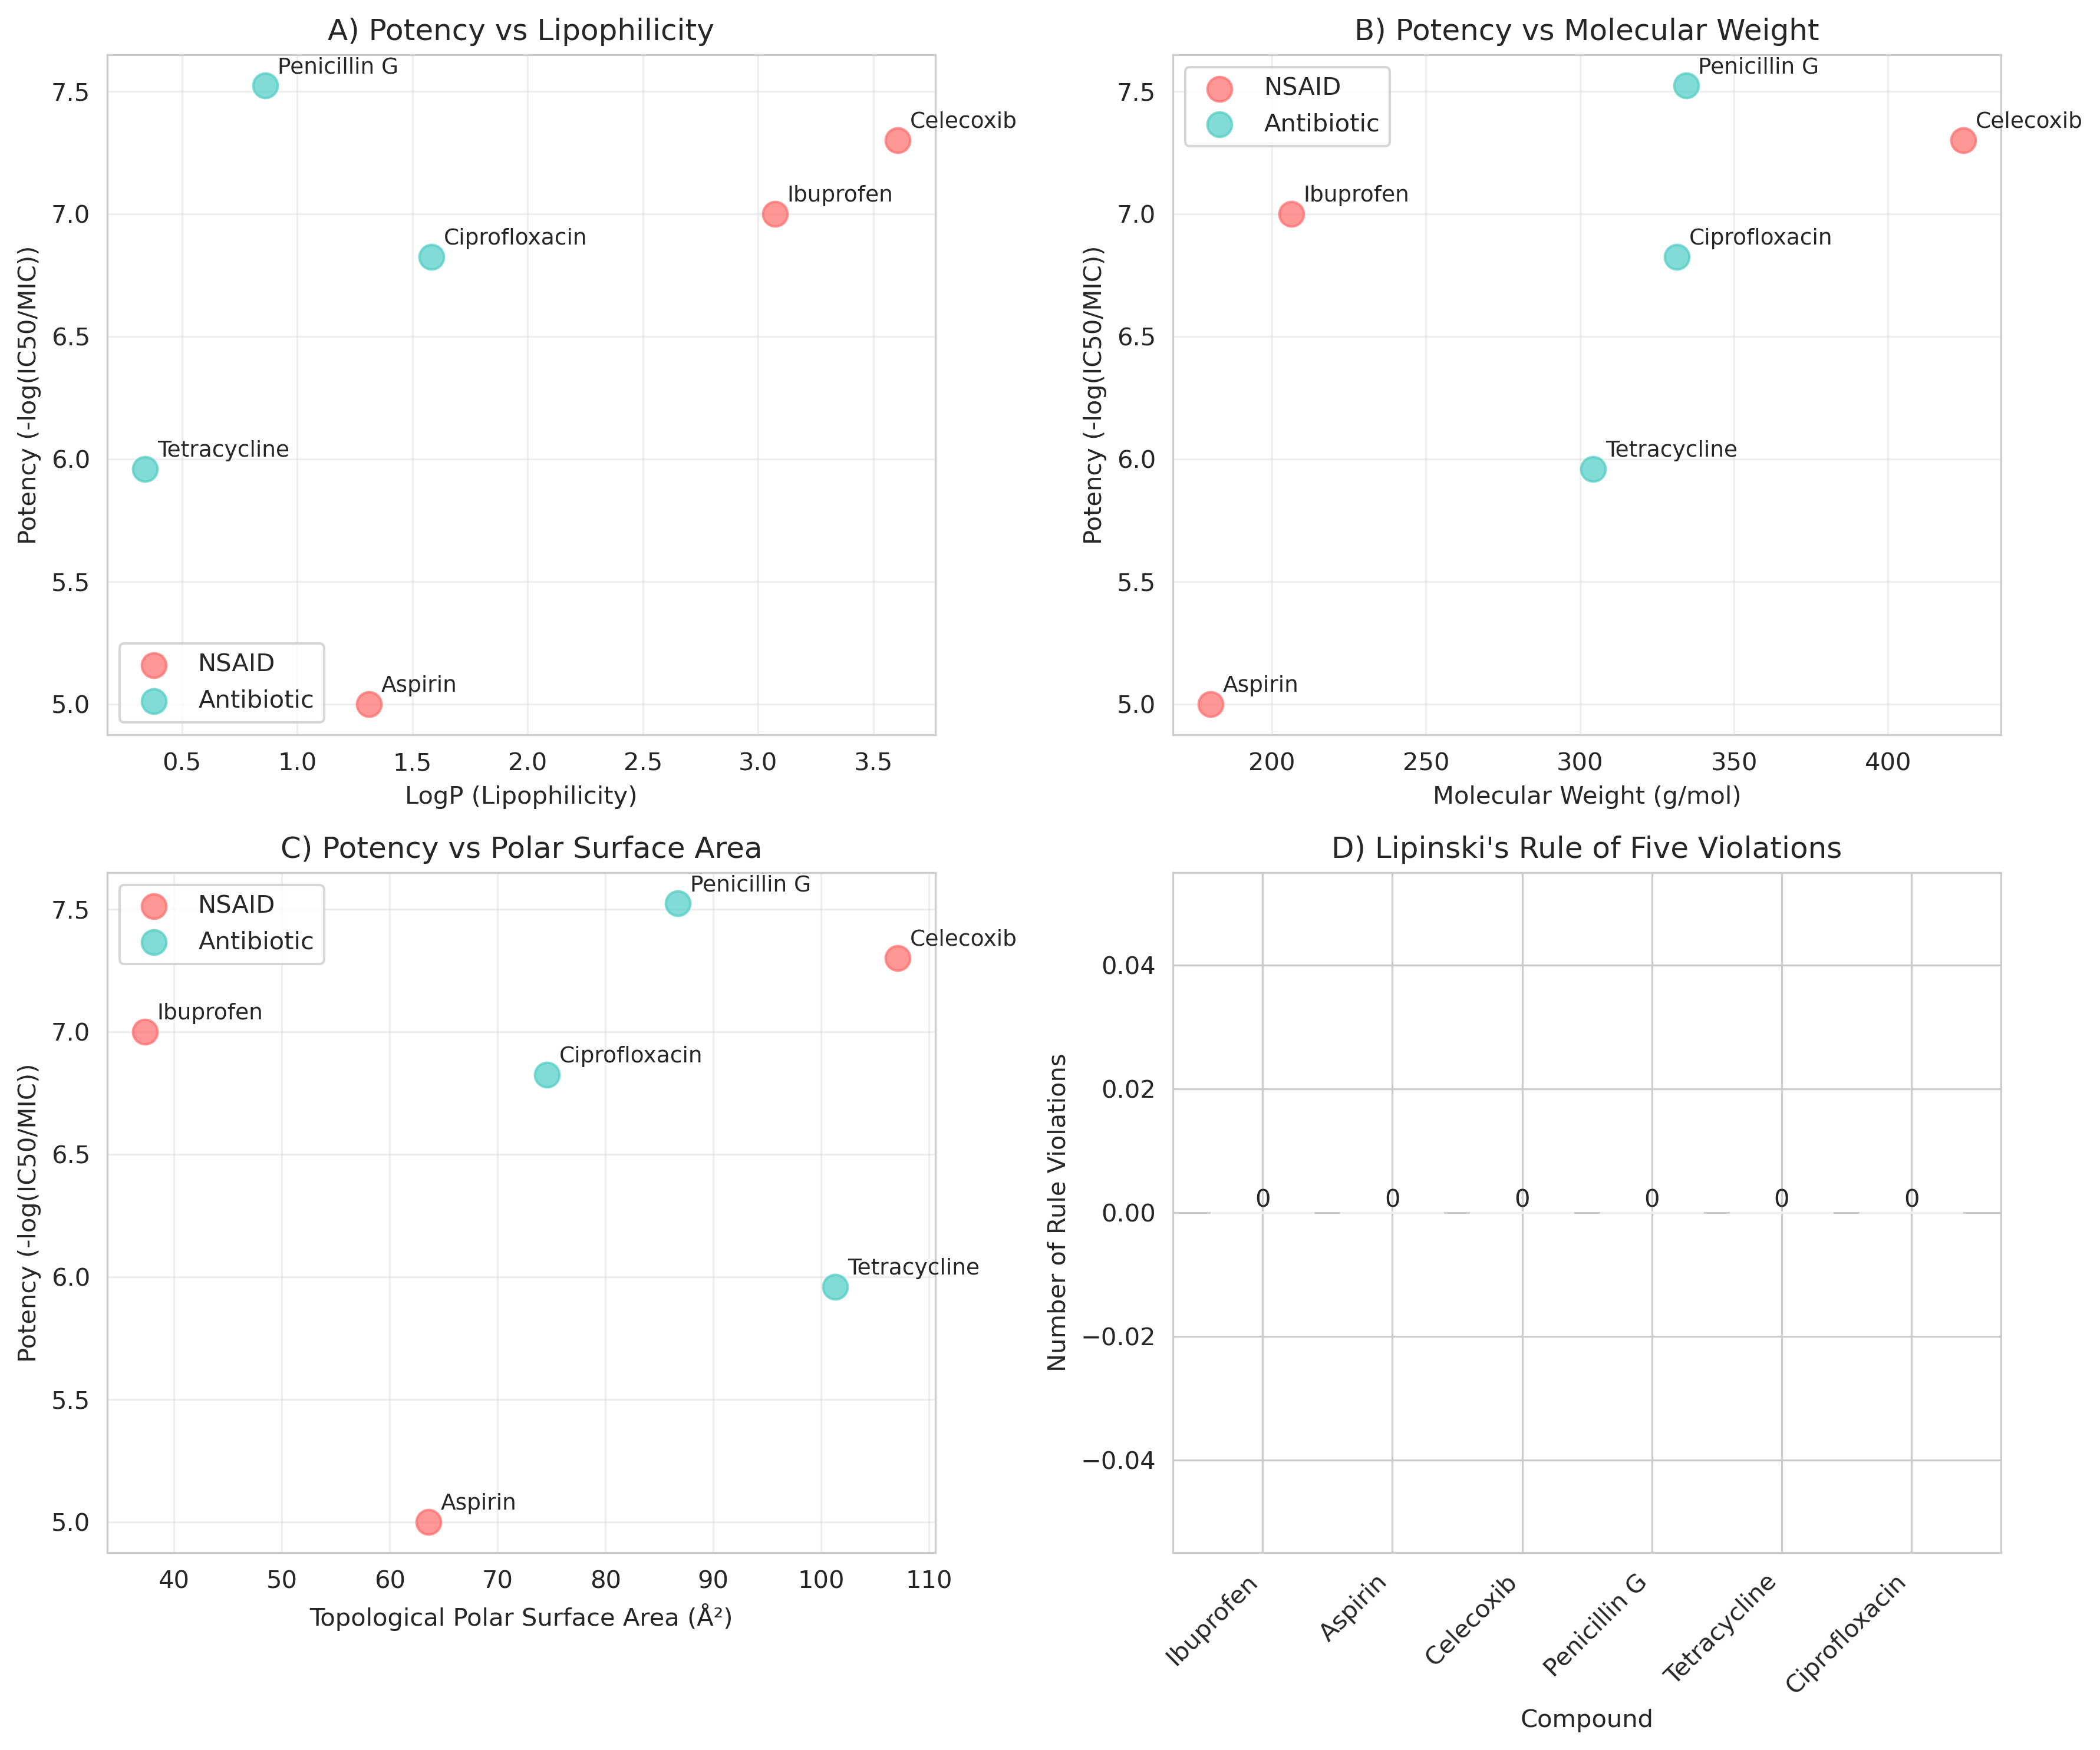 A) Potency vs Lipophilicity
Potency (-log(IC50/MIC))
7.5
7.0
6.5
6.0
5.5
5.0
Penicillin G
Celecoxib
Ibuprofen
Ciprofloxacin
Tetracycline
Aspirin
NSAID
Antibiotic
0.5 1.0 1.5 2.0 2.5 3.0 3.5
LogP (Lipophilicity)
B) Potency vs Molecular Weight
Potency (-log(IC50/MIC))
7.5
7.0
6.5
6.0
5.5
5.0
NSAID
Antibiotic
Penicillin G
Celecoxib
Ibuprofen
Ciprofloxacin
Tetracycline
Aspirin
200 250 300 350 400
Molecular Weight (g/mol)
C) Potency vs Polar Surface Area
Potency (-log(IC50/MIC))
7.5
7.0
6.5
6.0
5.5
5.0
NSAID
Antibiotic
Penicillin G
Celecoxib
Ibuprofen
Ciprofloxacin
Tetracycline
Aspirin
40 50 60 70 80 90 100 110
Topological Polar Surface Area (Å²)
D) Lipinski's Rule of Five Violations
Number of Rule Violations
0.04
0.02
0.00
−0.02
−0.04
0 0 0 0 0 0
Ibuprofen
Aspirin
Celecoxib
Penicillin G
Tetracycline
Ciprofloxacin
Compound